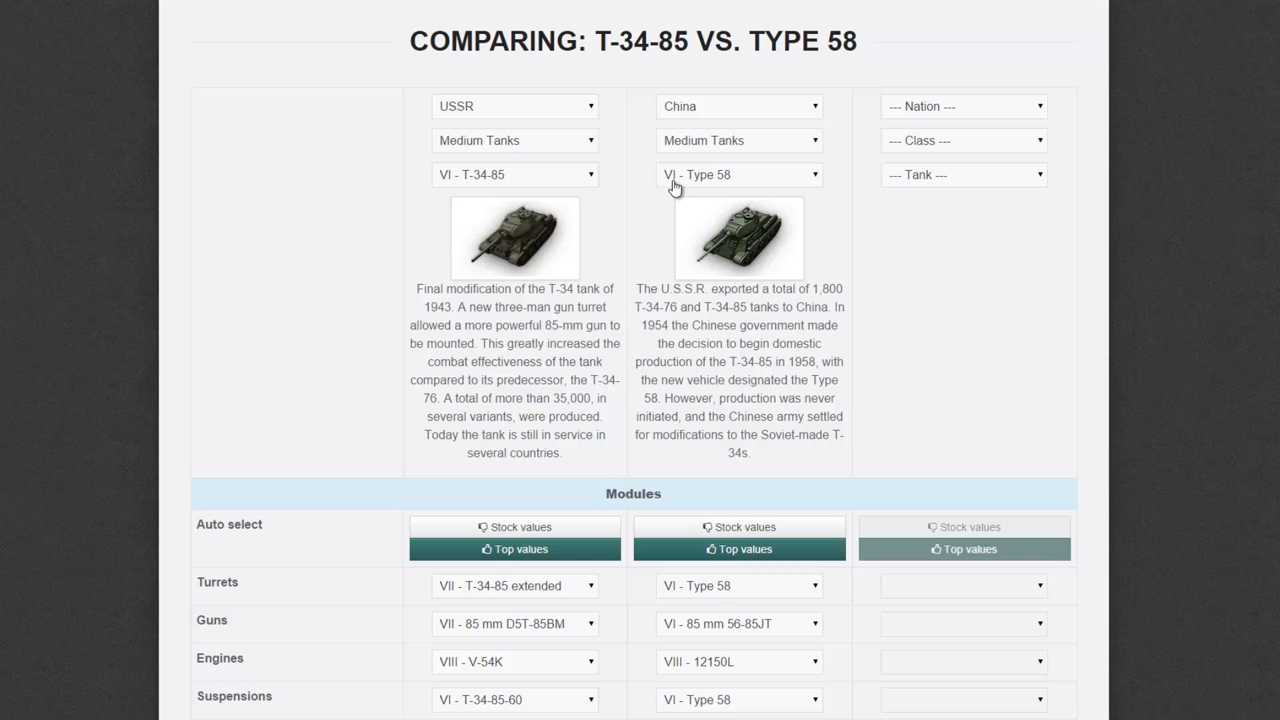 COMPARING: T-34-85 VS. TYPE 58
USSR
China
--- Nation ---
Medium Tanks
Medium Tanks
--- Class ---
VI - T-34-85
VI - Type 58
--- Tank ---
Final modification of the T-34 tank of
1943. A new three-man gun turret
allowed a more powerful 85-mm gun to
be mounted. This greatly increased the
combat effectiveness of the tank
compared to its predecessor, the T-34-
76. A total of more than 35,000, in
several variants, were produced.
Today the tank is still in service in
several countries.
The U.S.S.R. exported a total of 1,800
T-34-76 and T-34-85 tanks to China. In
1954 the Chinese government made
the decision to begin domestic
production of the T-34-85 in 1958, with
the new vehicle designated the Type
58. However, production was never
initiated, and the Chinese army settled
for modifications to the Soviet-made T-
34s.
Modules
Auto select
Stock values
Stock values
Stock values
Top values
Top values
Top values
Turrets
VII - T-34-85 extended
VI - Type 58
Guns
VII - 85 mm D5T-85BM
VI - 85 mm 56-85JT
Engines
VIII - V-54K
VIII - 12150L
Suspensions
VI - T-34-85-60
VI - Type 58